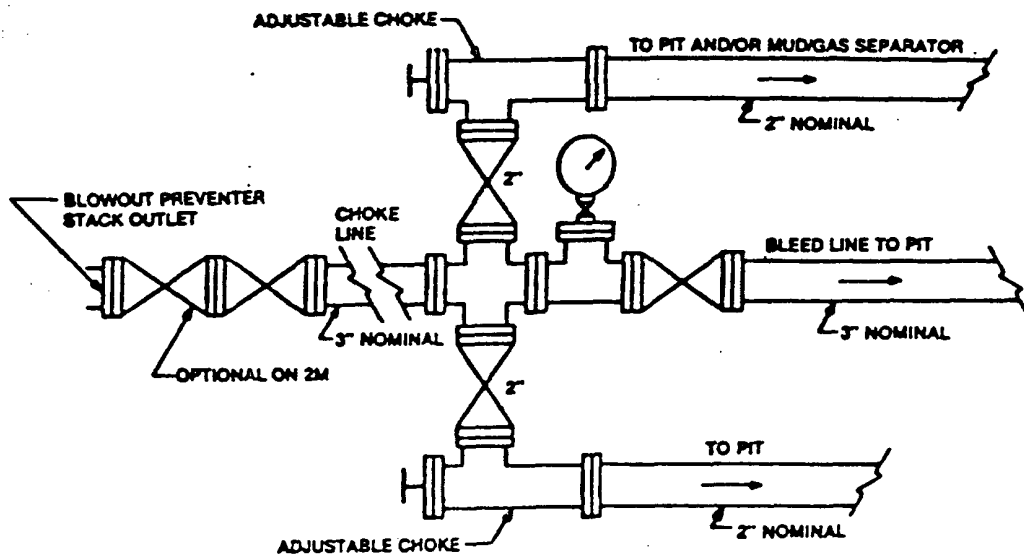 ADJUSTABLE CHOKE
TO PIT AND/OR MUD/GAS SEPARATOR
2" NOMINAL
2"
BLOWOUT PREVENTER
STACK OUTLET
CHOKE
LINE
BLEED LINE TO PIT
3" NOMINAL
3" NOMINAL
OPTIONAL ON 2M
2"
TO PIT
2" NOMINAL
ADJUSTABLE CHOKE